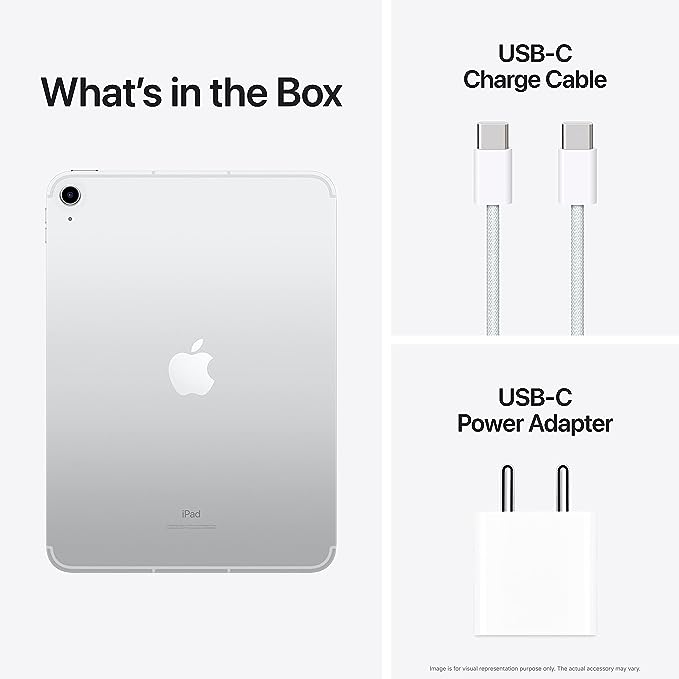 What's in the Box
iPad
USB-C
Charge Cable
USB-C
Power Adapter
Image is for visual representation purpose only. The actual accessory may vary.